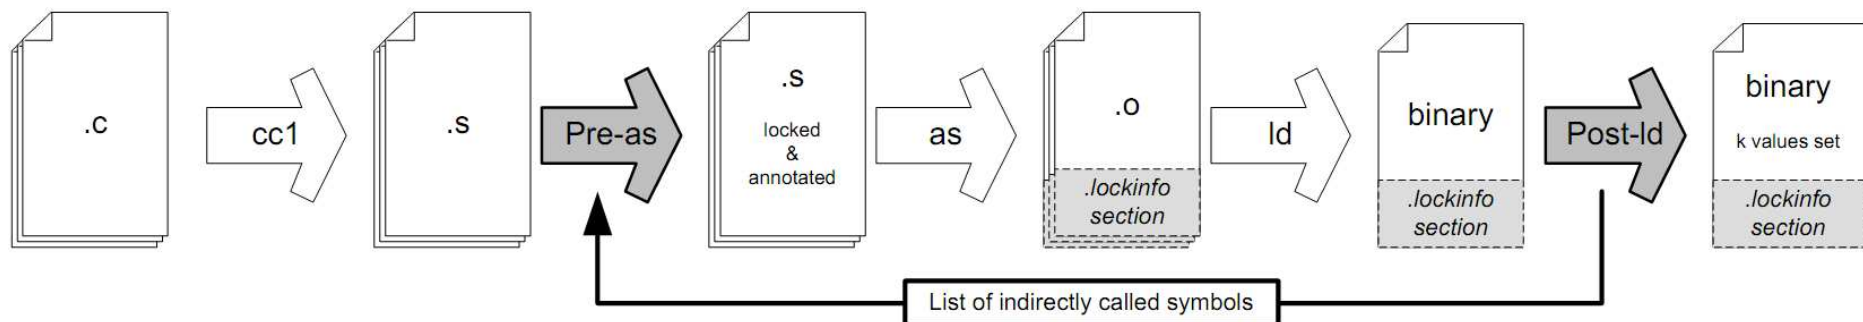 .c
cc1
.s
Pre-as
.s
locked
&
annotated
as
.o
.lockinfo
section
ld
binary
.lockinfo
section
Post-ld
binary
k values set
.lockinfo
section
List of indirectly called symbols